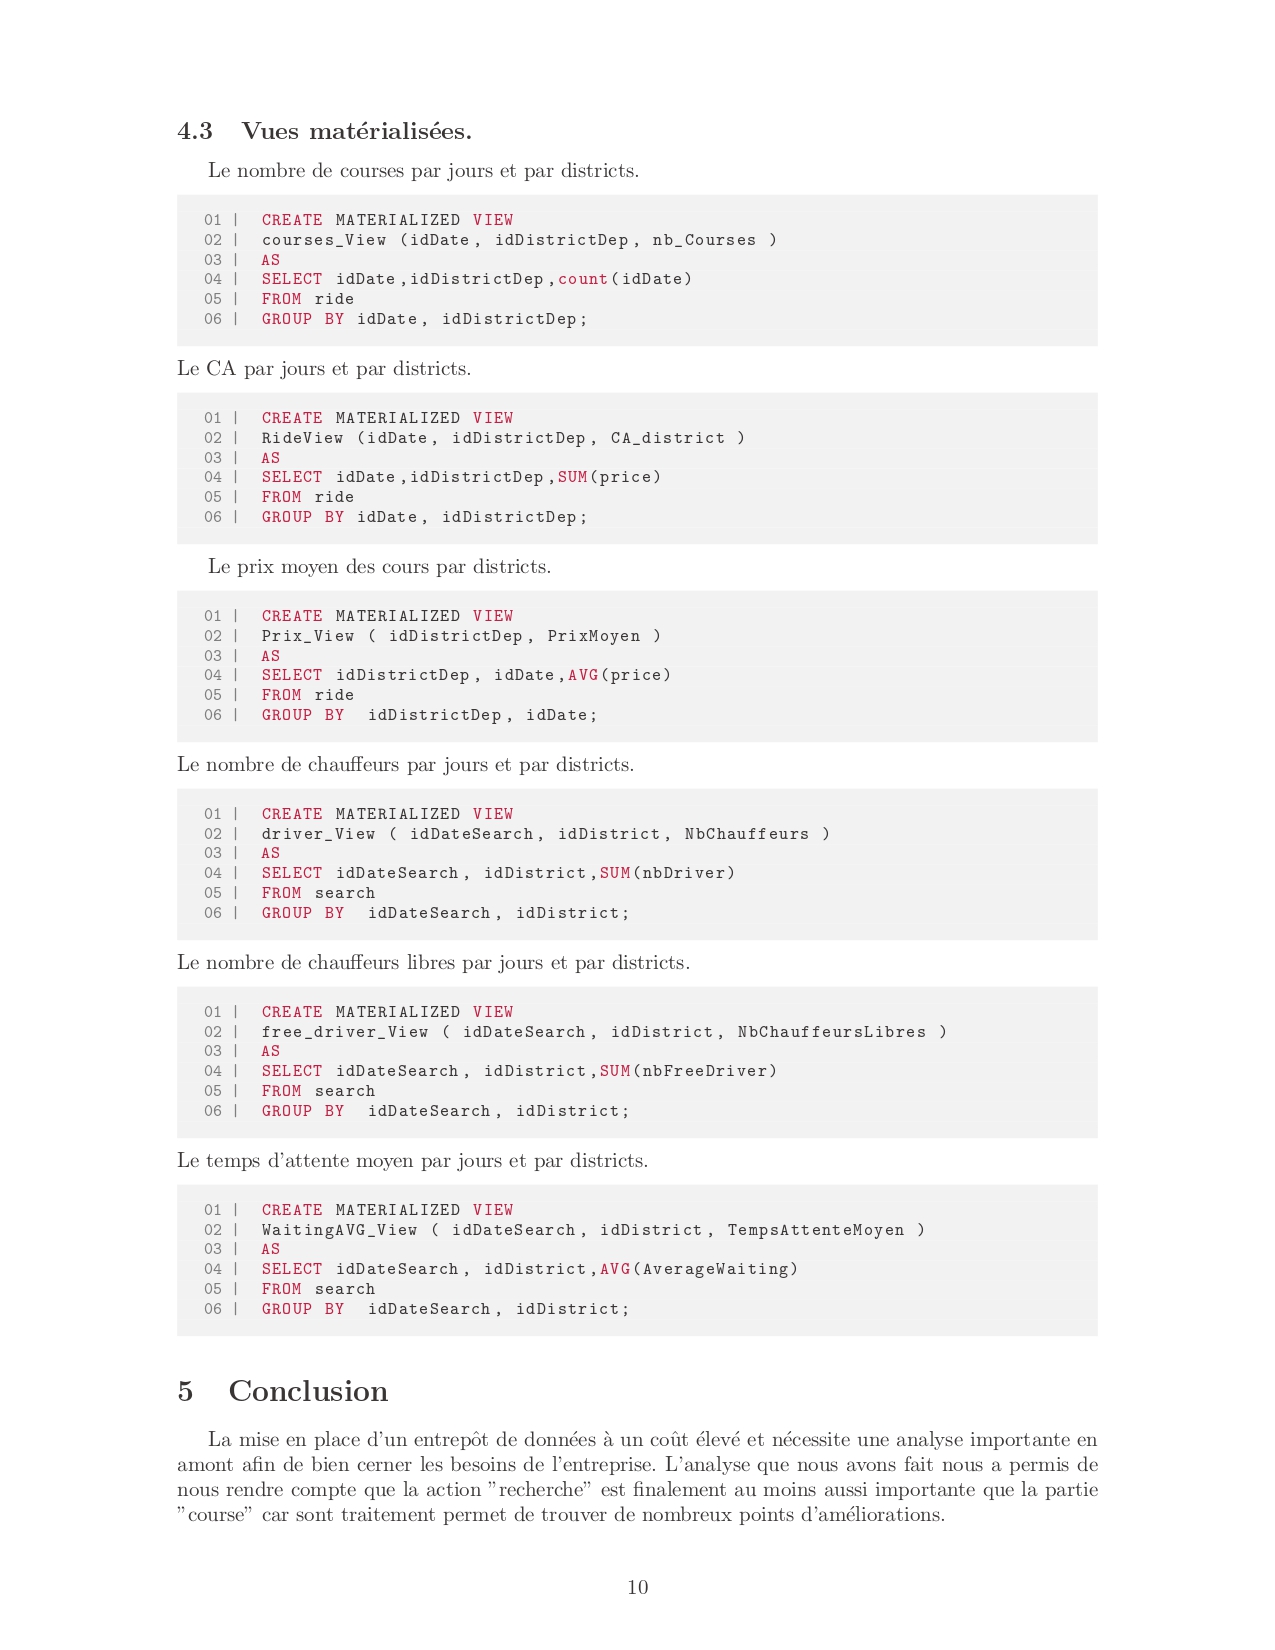 4.3 Vues matérialisées.
Le nombre de courses par jours et par districts.
01 | CREATE MATERIALIZED VIEW
02 | courses_View (idDate, idDistrictDep, nb_Courses )
03 | AS
04 | SELECT idDate,idDistrictDep,count(idDate)
05 | FROM ride
06 | GROUP BY idDate, idDistrictDep;
Le CA par jours et par districts.
01 | CREATE MATERIALIZED VIEW
02 | RideView (idDate, idDistrictDep, CA_district )
03 | AS
04 | SELECT idDate,idDistrictDep,SUM(price)
05 | FROM ride
06 | GROUP BY idDate, idDistrictDep;
Le prix moyen des cours par districts.
01 | CREATE MATERIALIZED VIEW
02 | Prix_View ( idDistrictDep, PrixMoyen )
03 | AS
04 | SELECT idDistrictDep, idDate,AVG(price)
05 | FROM ride
06 | GROUP BY idDistrictDep, idDate;
Le nombre de chauffeurs par jours et par districts.
01 | CREATE MATERIALIZED VIEW
02 | driver_View ( idDateSearch, idDistrict, NbChauffeurs )
03 | AS
04 | SELECT idDateSearch, idDistrict,SUM(nbDriver)
05 | FROM search
06 | GROUP BY idDateSearch, idDistrict;
Le nombre de chauffeurs libres par jours et par districts.
01 | CREATE MATERIALIZED VIEW
02 | free_driver_View ( idDateSearch, idDistrict, NbChauffeursLibres )
03 | AS
04 | SELECT idDateSearch, idDistrict,SUM(nbFreeDriver)
05 | FROM search
06 | GROUP BY idDateSearch, idDistrict;
Le temps d'attente moyen par jours et par districts.
01 | CREATE MATERIALIZED VIEW
02 | WaitingAVG_View ( idDateSearch, idDistrict, TempsAttenteMoyen )
03 | AS
04 | SELECT idDateSearch, idDistrict,AVG(AverageWaiting)
05 | FROM search
06 | GROUP BY idDateSearch, idDistrict;
5 Conclusion
La mise en place d'un entrepôt de données à un coût élevé et nécessite une analyse importante en
amont afin de bien cerner les besoins de l'entreprise. L'analyse que nous avons fait nous a permis de
nous rendre compte que la action "recherche" est finalement au moins aussi importante que la partie
"course" car sont traitement permet de trouver de nombreux points d'améliorations.
10